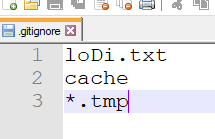 .gitignore
1 loDi.txt
2 cache
3 *.tmp